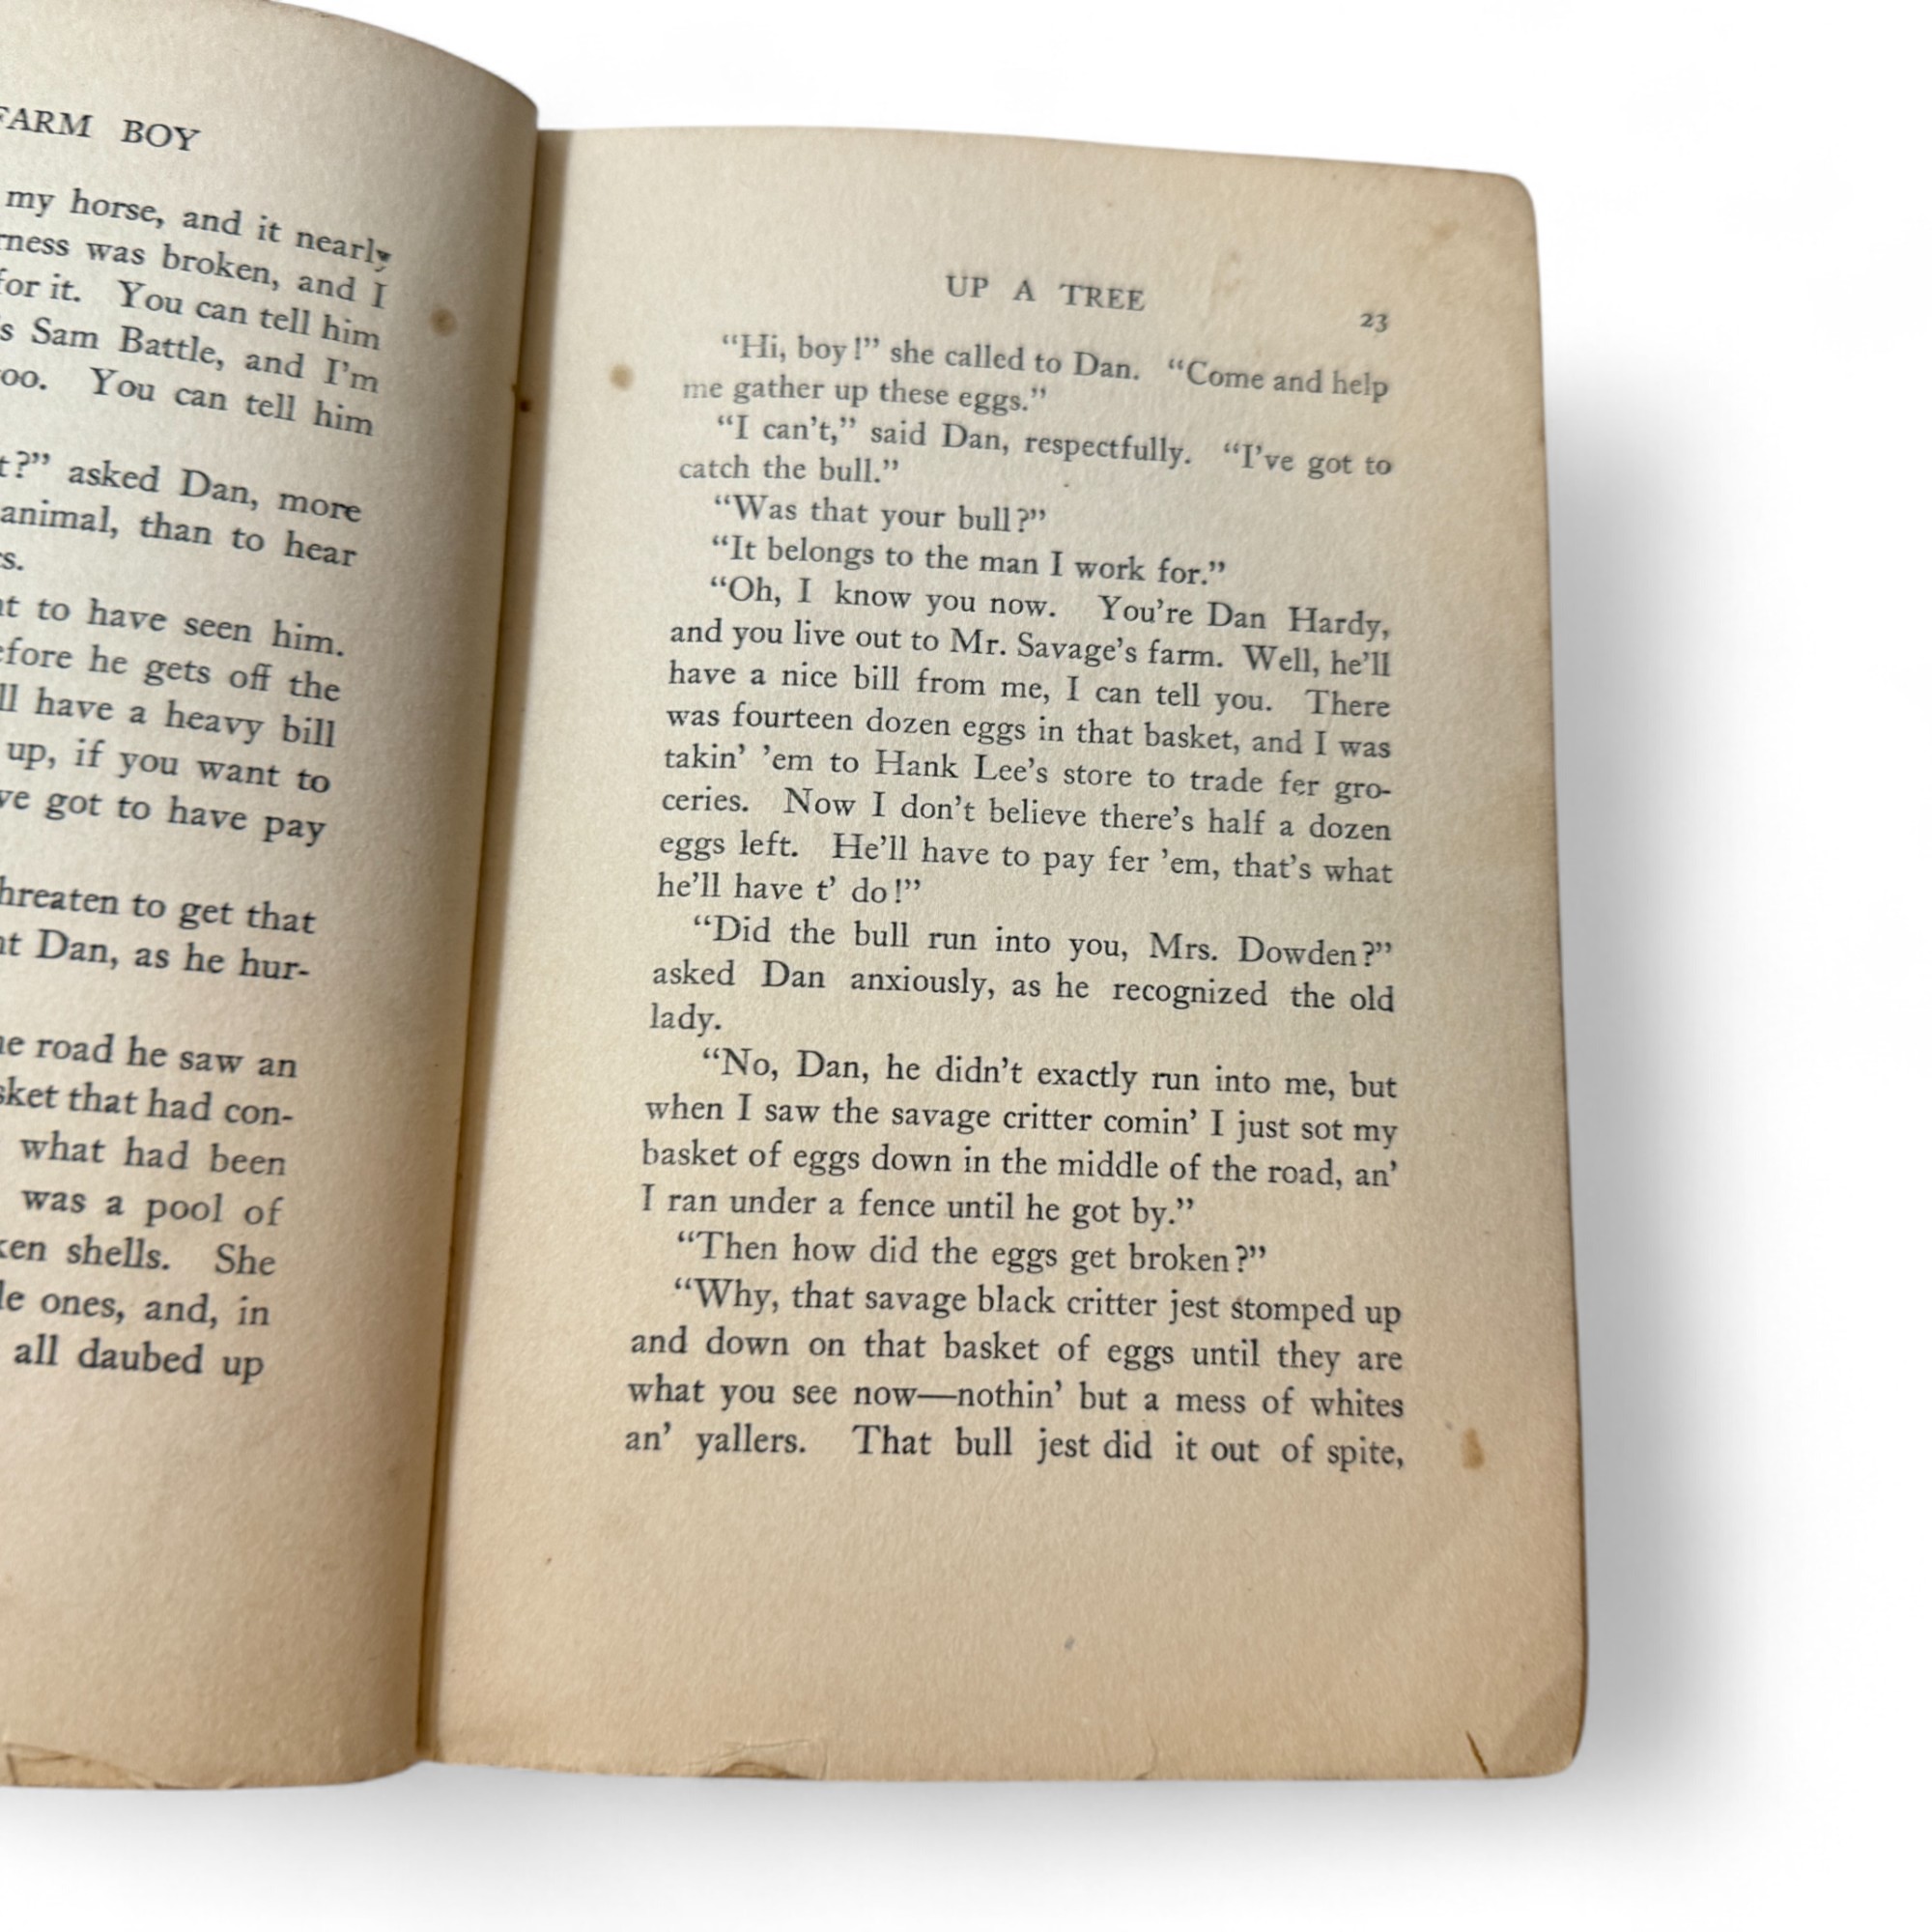 FARM BOY
my horse, and it nearly
rness was broken, and I
for it. You can tell him
's Sam Battle, and I'm
oo. You can tell him
t?” asked Dan, more
animal, than to hear
s.
t to have seen him.
efore he gets off the
ll have a heavy bill
up, if you want to
ve got to have pay
hreaten to get that
t Dan, as he hur-
e road he saw an
sket that had con-
what had been
was a pool of
ken shells. She
le ones, and, in
all daubed up
UP A TREE 23
“Hi, boy!” she called to Dan. “Come and help
me gather up these eggs.”
“I can't,” said Dan, respectfully. “I've got to
catch the bull.”
“Was that your bull?”
“It belongs to the man I work for.”
“Oh, I know you now. You're Dan Hardy,
and you live out to Mr. Savage's farm. Well, he'll
have a nice bill from me, I can tell you. There
was fourteen dozen eggs in that basket, and I was
takin' 'em to Hank Lee's store to trade fer gro-
ceries. Now I don't believe there's half a dozen
eggs left. He'll have to pay fer 'em, that's what
he'll have t' do!”
“Did the bull run into you, Mrs. Dowden?”
asked Dan anxiously, as he recognized the old
lady.
“No, Dan, he didn't exactly run into me, but
when I saw the savage critter comin' I just sot my
basket of eggs down in the middle of the road, an'
I ran under a fence until he got by.”
“Then how did the eggs get broken?”
“Why, that savage black critter jest stomped up
and down on that basket of eggs until they are
what you see now—nothin' but a mess of whites
an' yallers. That bull jest did it out of spite,